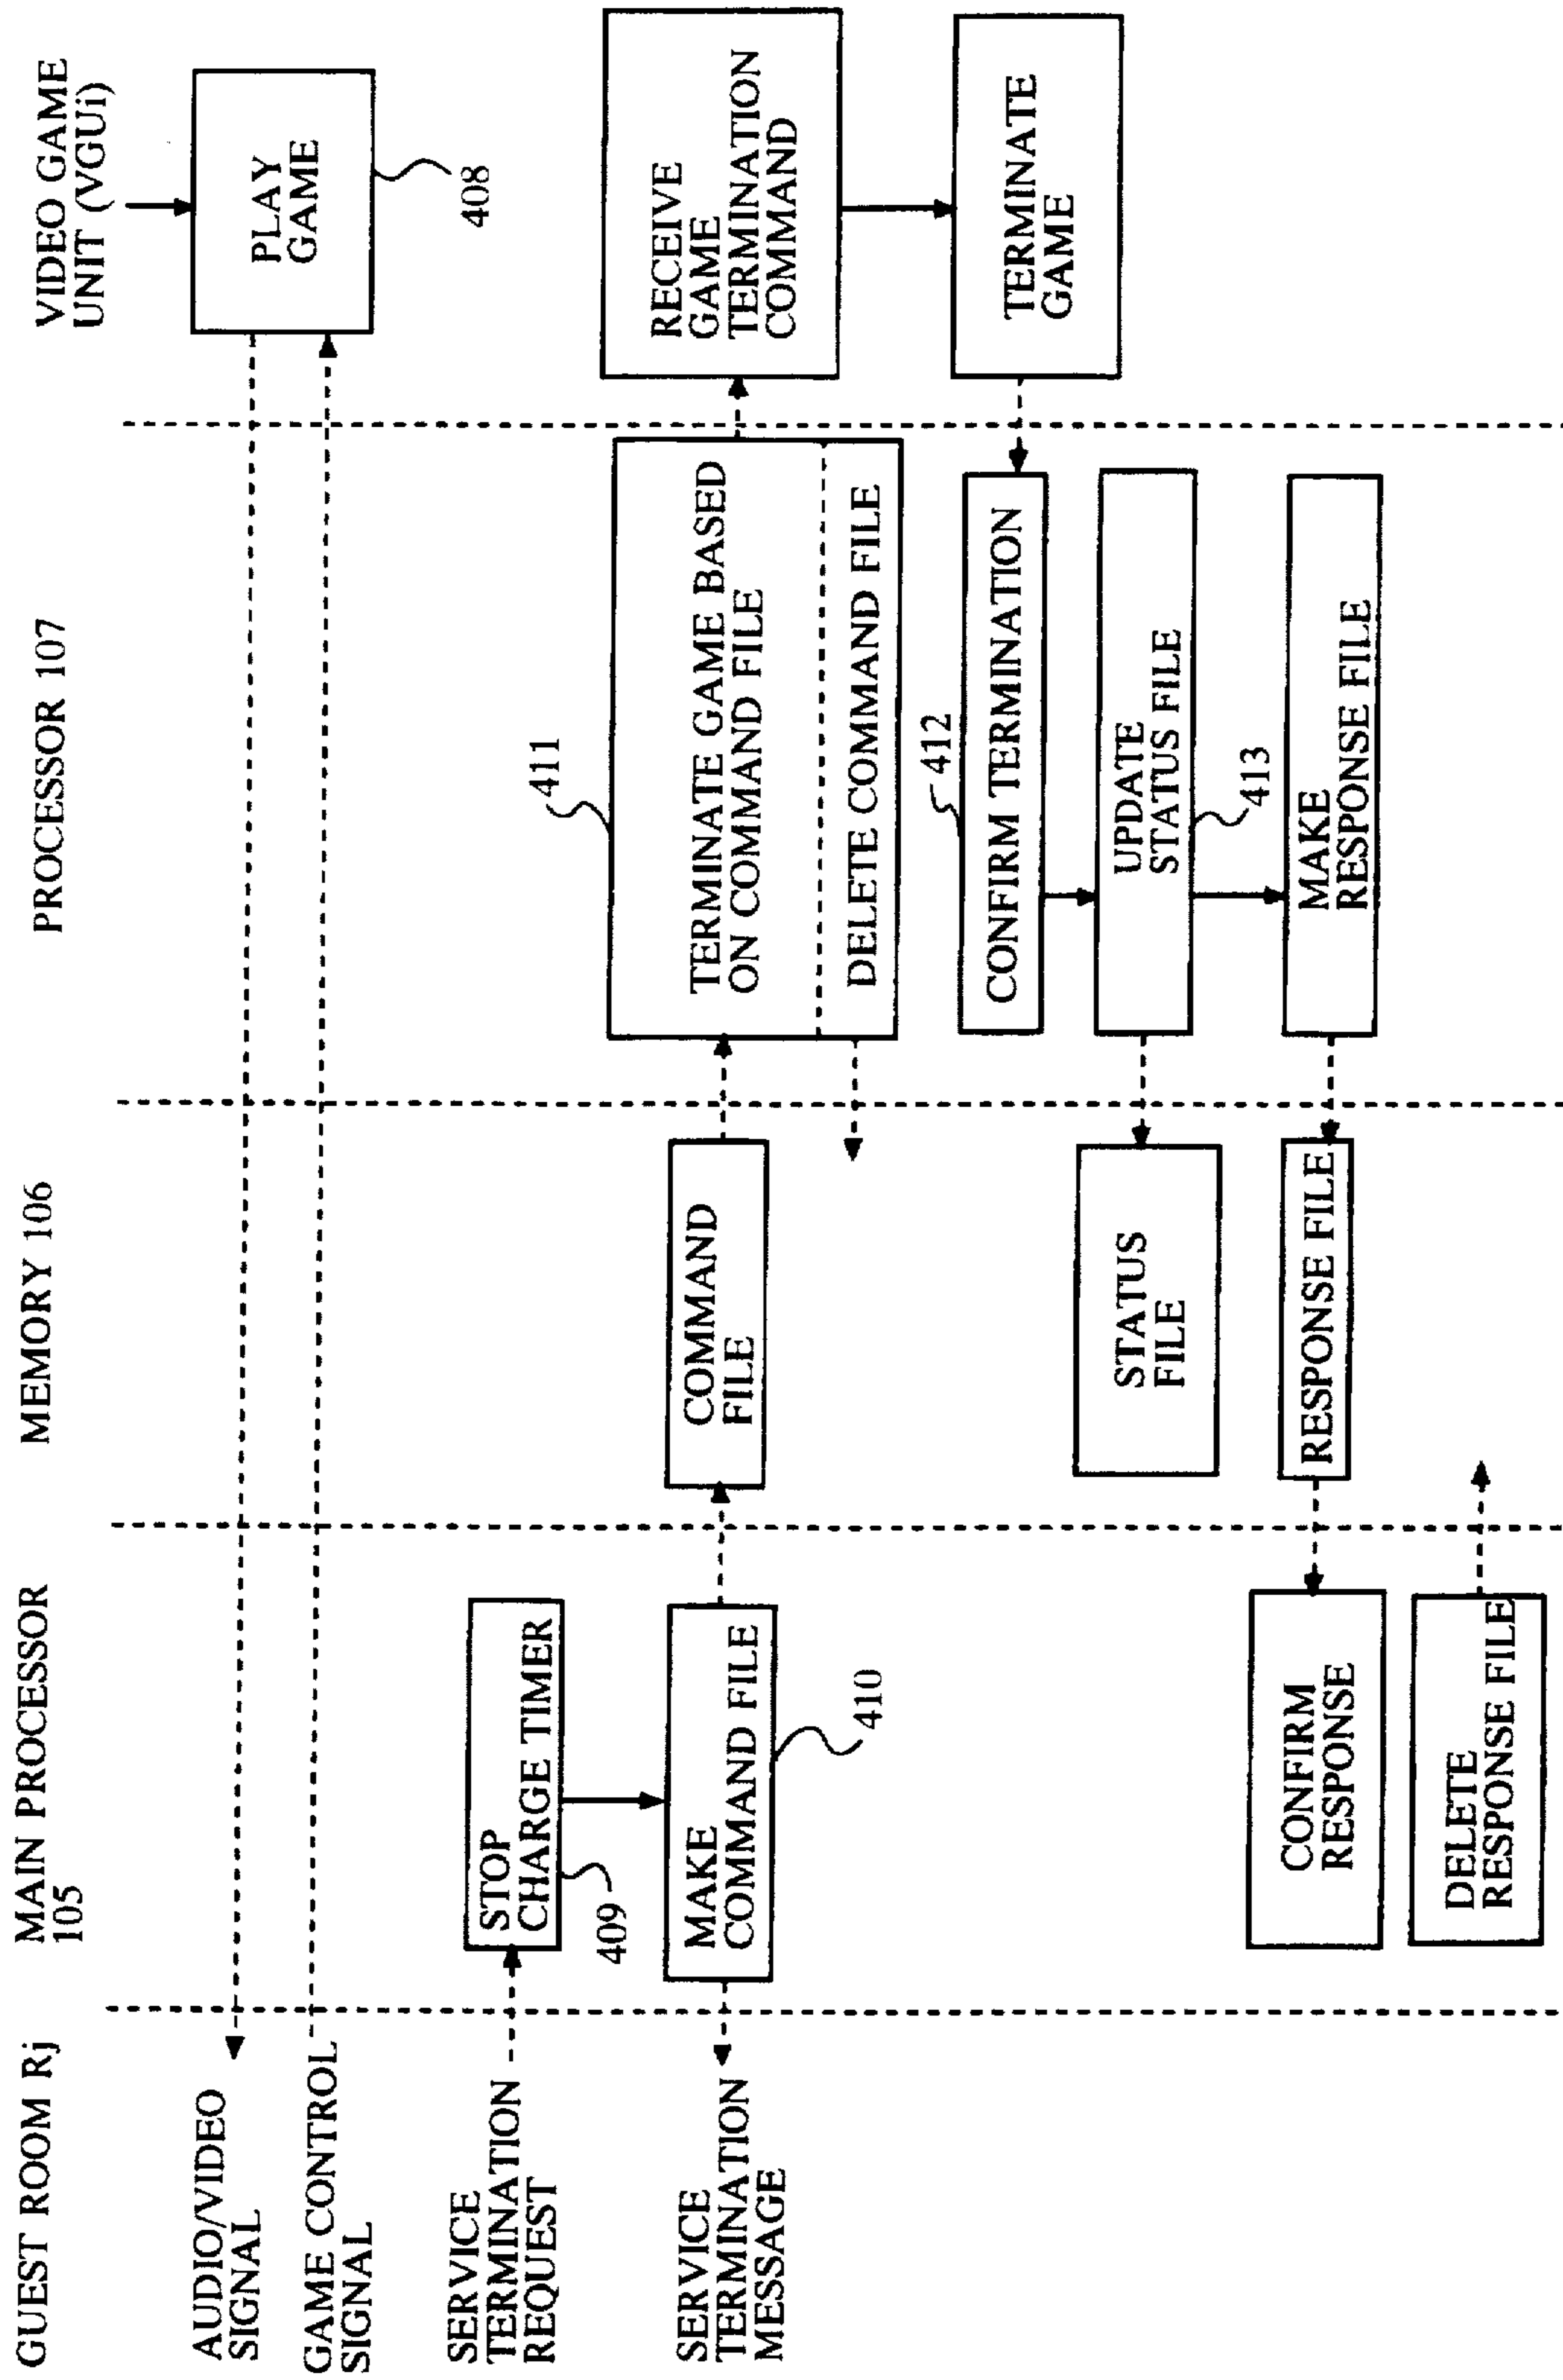 GUEST ROOM Rj
MAIN PROCESSOR
105
MEMORY 106
PROCESSOR 107
VIDEO GAME
UNIT (VGUi)
AUDIO/VIDEO
SIGNAL
GAME CONTROL
SIGNAL
PLAY
GAME
408
SERVICE
TERMINATION
REQUEST
STOP
CHARGE TIMER
409
SERVICE
TERMINATION
MESSAGE
MAKE
COMMAND FILE
410
COMMAND
FILE
411
TERMINATE GAME BASED
ON COMMAND FILE
DELETE COMMAND FILE
RECEIVE
GAME
TERMINATION
COMMAND
TERMINATE
GAME
412
CONFIRM TERMINATION
UPDATE
STATUS FILE
413
STATUS
FILE
MAKE
RESPONSE FILE
RESPONSE FILE
CONFIRM
RESPONSE
DELETE
RESPONSE FILE